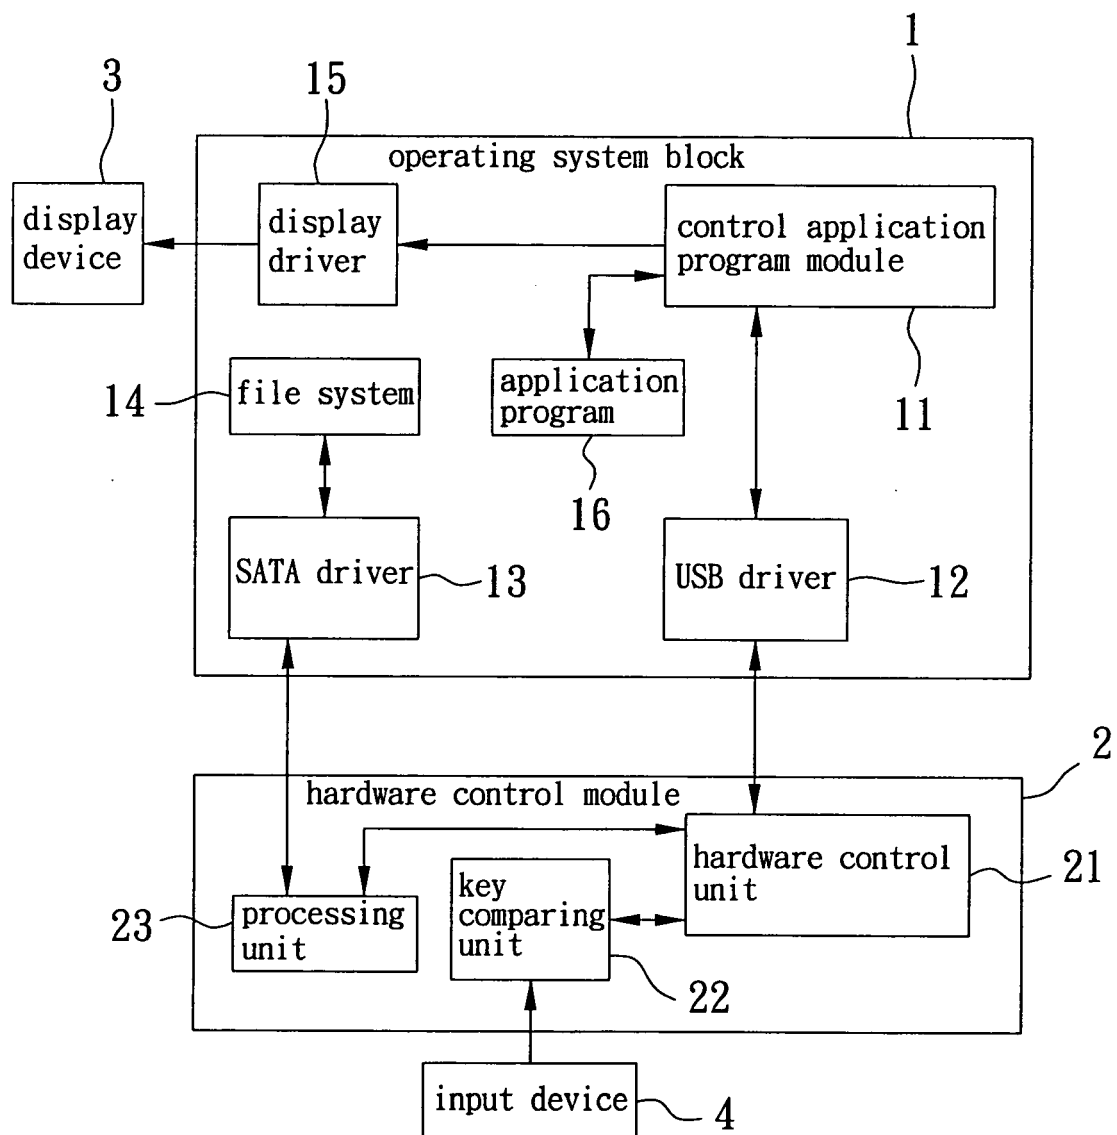 1
3
15
operating system block
display
device
display
driver
control application
program module
14
file system
application
program
11
16
SATA driver
13
USB driver
12
2
hardware control module
hardware control
unit
21
key
comparing
unit
23
processing
unit
22
input device
4